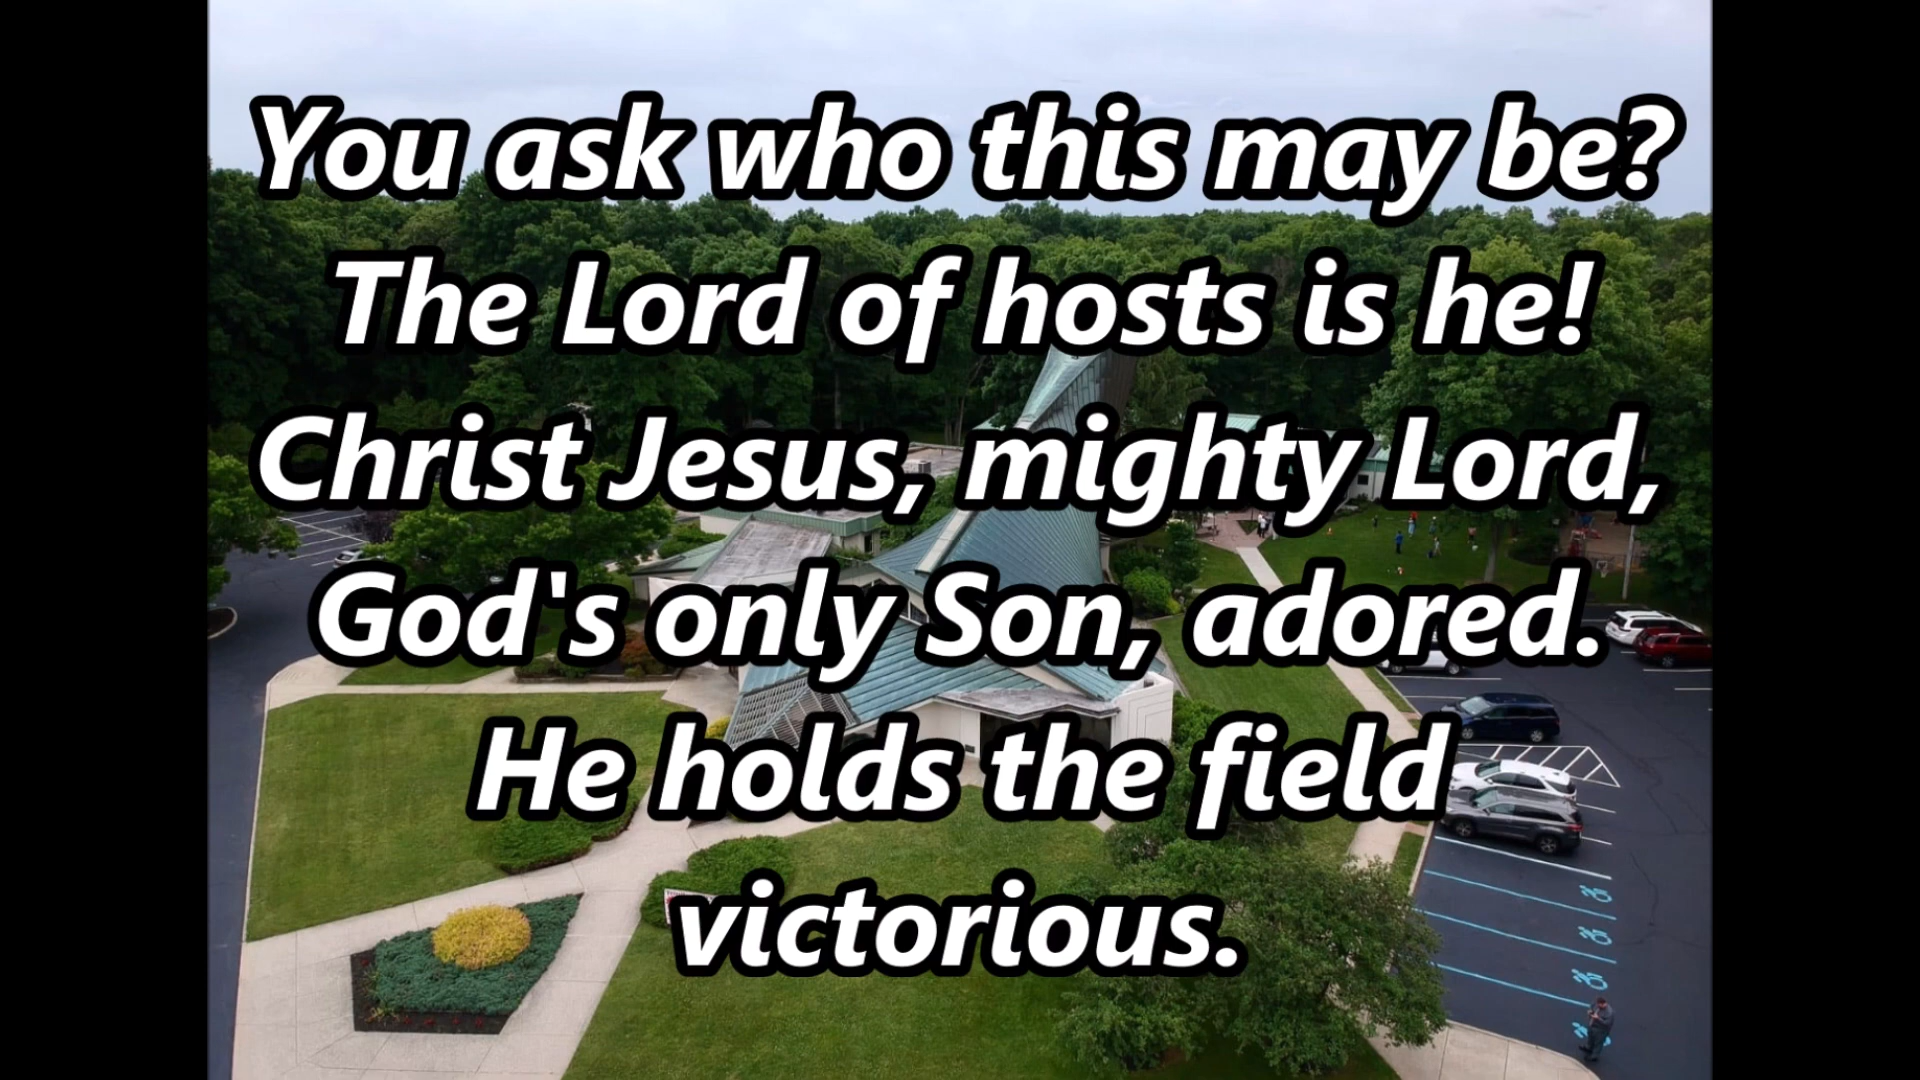 You ask who this may be?
The Lord of hosts is he!
Christ Jesus, mighty Lord,
God's only Son, adored.
He holds the field
victorious.